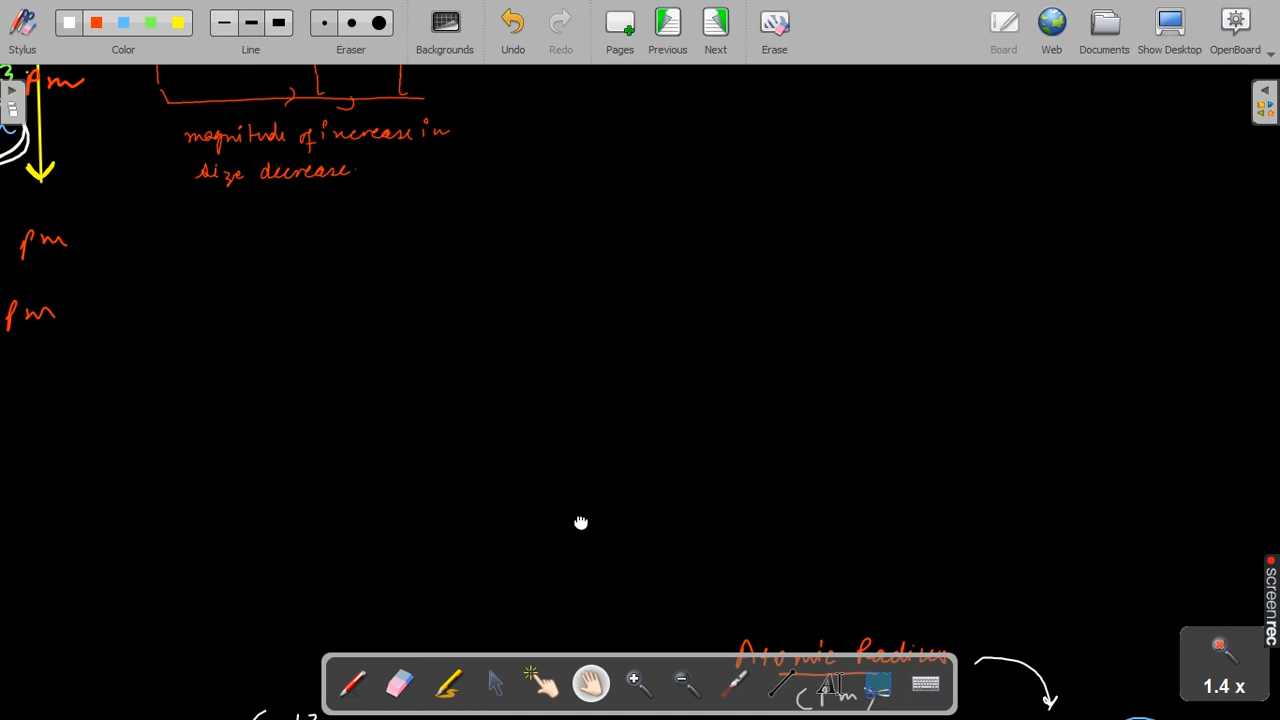 Stylus
Color
Line
Eraser
Backgrounds
Undo
Redo
Pages
Previous
Next
Erase
Board
Web
Documents
Show Desktop
OpenBoard
3
pm
magnitude of increase in
size decrease.
pm
pm
Atomic Radius
screenrec
1.4 x